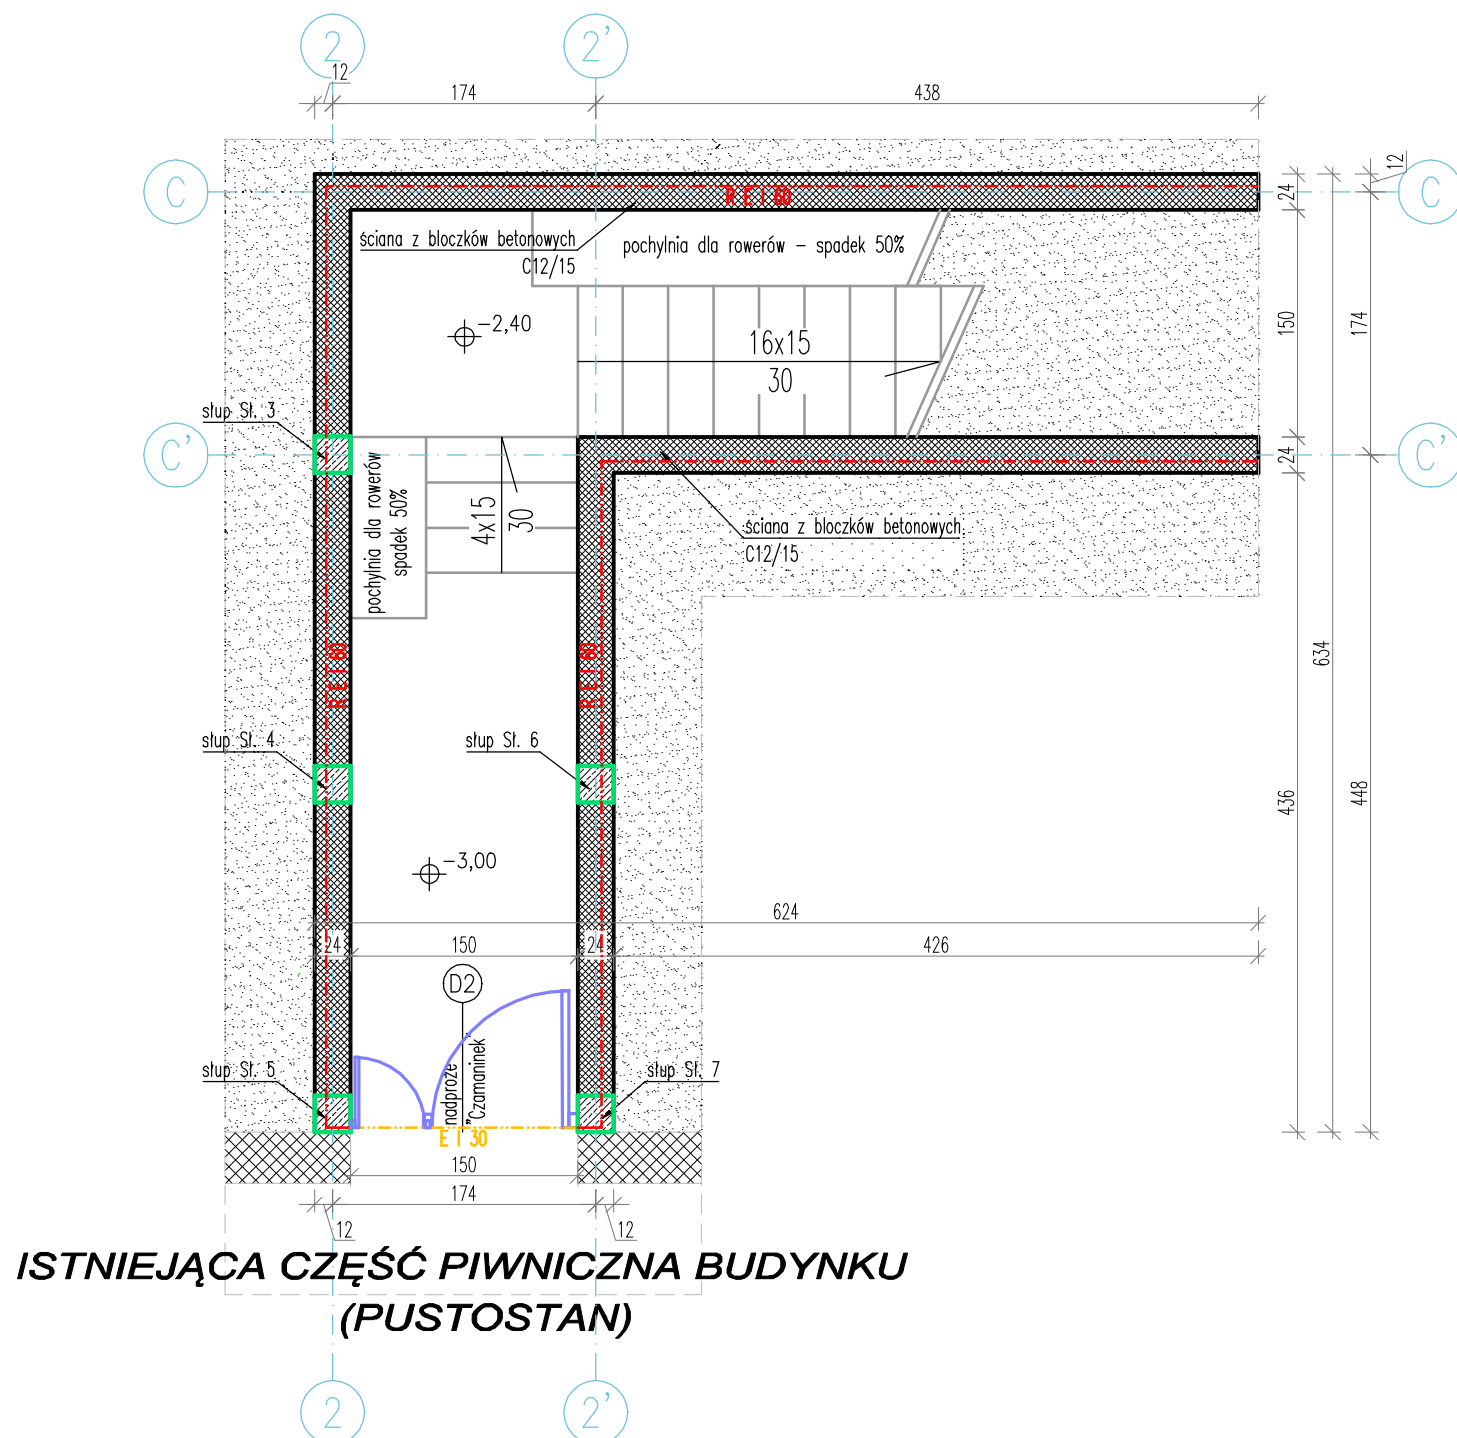 2
2'
12
174
438
12
C
C
24
R E I 60
ściana z bloczków betonowych
C12/15
pochylnia dla rowerów – spadek 50%
-2,40
16x15
30
150
174
słup Sł. 3
C'
C'
24
pochylnia dla rowerów
spadek 50%
4x15
30
ściana z bloczków betonowych
C12/15
R E I 60
R E I 60
634
słup Sł. 4
słup Sł. 6
436
448
-3,00
624
24
150
24
426
D2
nadproże
"Czamaninek"
słup Sł. 5
słup Sł. 7
E I 30
150
174
12
12
ISTNIEJĄCA CZĘŚĆ PIWNICZNA BUDYNKU
(PUSTOSTAN)
2
2'